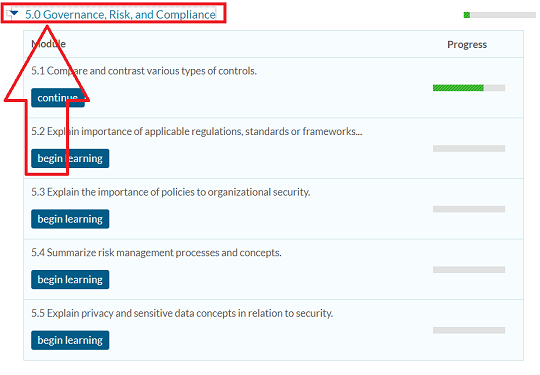 5.0 Governance, Risk, and Compliance
Module Progress
5.1 Compare and contrast various types of controls.
continue
5.2 Explain importance of applicable regulations, standards or frameworks...
begin learning
5.3 Explain the importance of policies to organizational security.
begin learning
5.4 Summarize risk management processes and concepts.
begin learning
5.5 Explain privacy and sensitive data concepts in relation to security.
begin learning